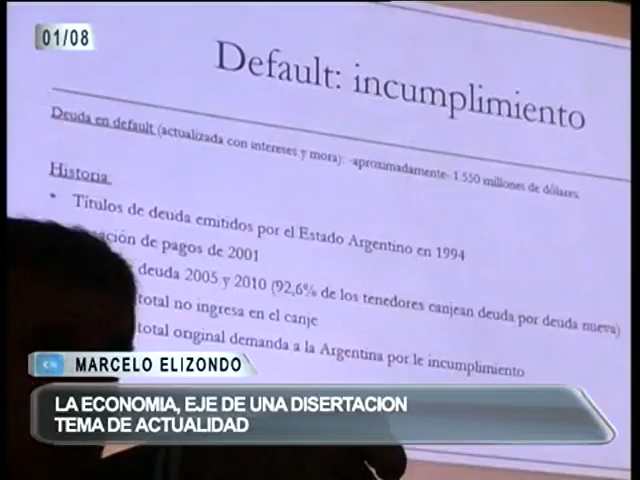 01/08
Default: incumplimiento
Deuda en default (actualizada con intereses y mora): -aproximadamente- 1.550 millones de dólares.
Historia:
• Títulos de deuda emitidos por el Estado Argentino en 1994
de pagos de 2001
deuda 2005 y 2010 (92,6% de los tenedores canjean deuda por deuda nueva)
total no ingresa en el canje
total original demanda a la Argentina por le incumplimiento
MARCELO ELIZONDO
LA ECONOMIA, EJE DE UNA DISERTACION
TEMA DE ACTUALIDAD